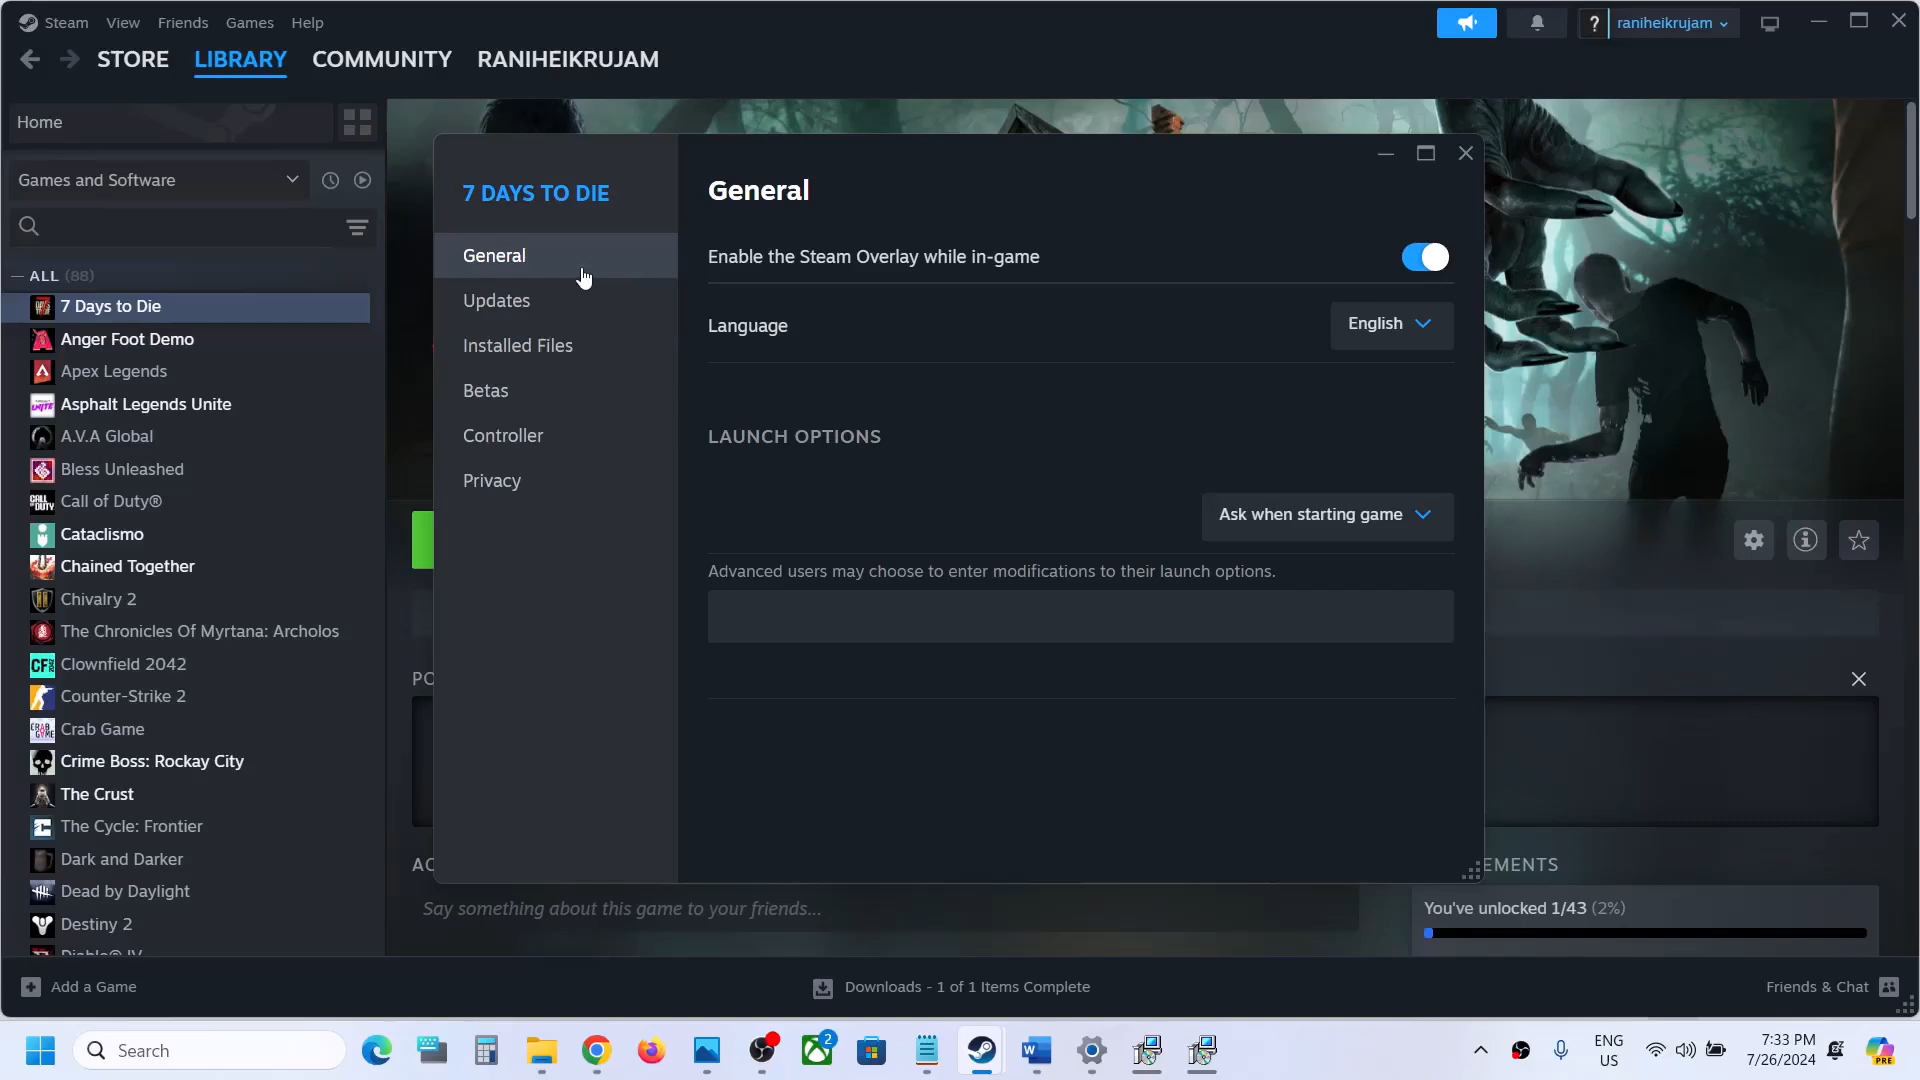 Steam View Friends Games Help
? raniheikrujam
STORE LIBRARY COMMUNITY RANIHEIKRUJAM
Home
Games and Software
ALL (88)
7 Days to Die
Anger Foot Demo
Apex Legends
Asphalt Legends Unite
A.V.A Global
Bless Unleashed
Call of Duty®
Cataclismo
Chained Together
Chivalry 2
The Chronicles Of Myrtana: Archolos
Clownfield 2042
Counter-Strike 2
Crab Game
Crime Boss: Rockay City
The Crust
The Cycle: Frontier
Dark and Darker
Dead by Daylight
Destiny 2
Diablo® IV
7 DAYS TO DIE
General
Updates
Installed Files
Betas
Controller
Privacy
General
Enable the Steam Overlay while in-game
Language English
LAUNCH OPTIONS
Ask when starting game
Advanced users may choose to enter modifications to their launch options.
PO
AC
EMENTS
Say something about this game to your friends...
You've unlocked 1/43 (2%)
Add a Game
Downloads - 1 of 1 Items Complete
Friends & Chat
Search
2
ENG
US
7:33 PM
7/26/2024
PRE